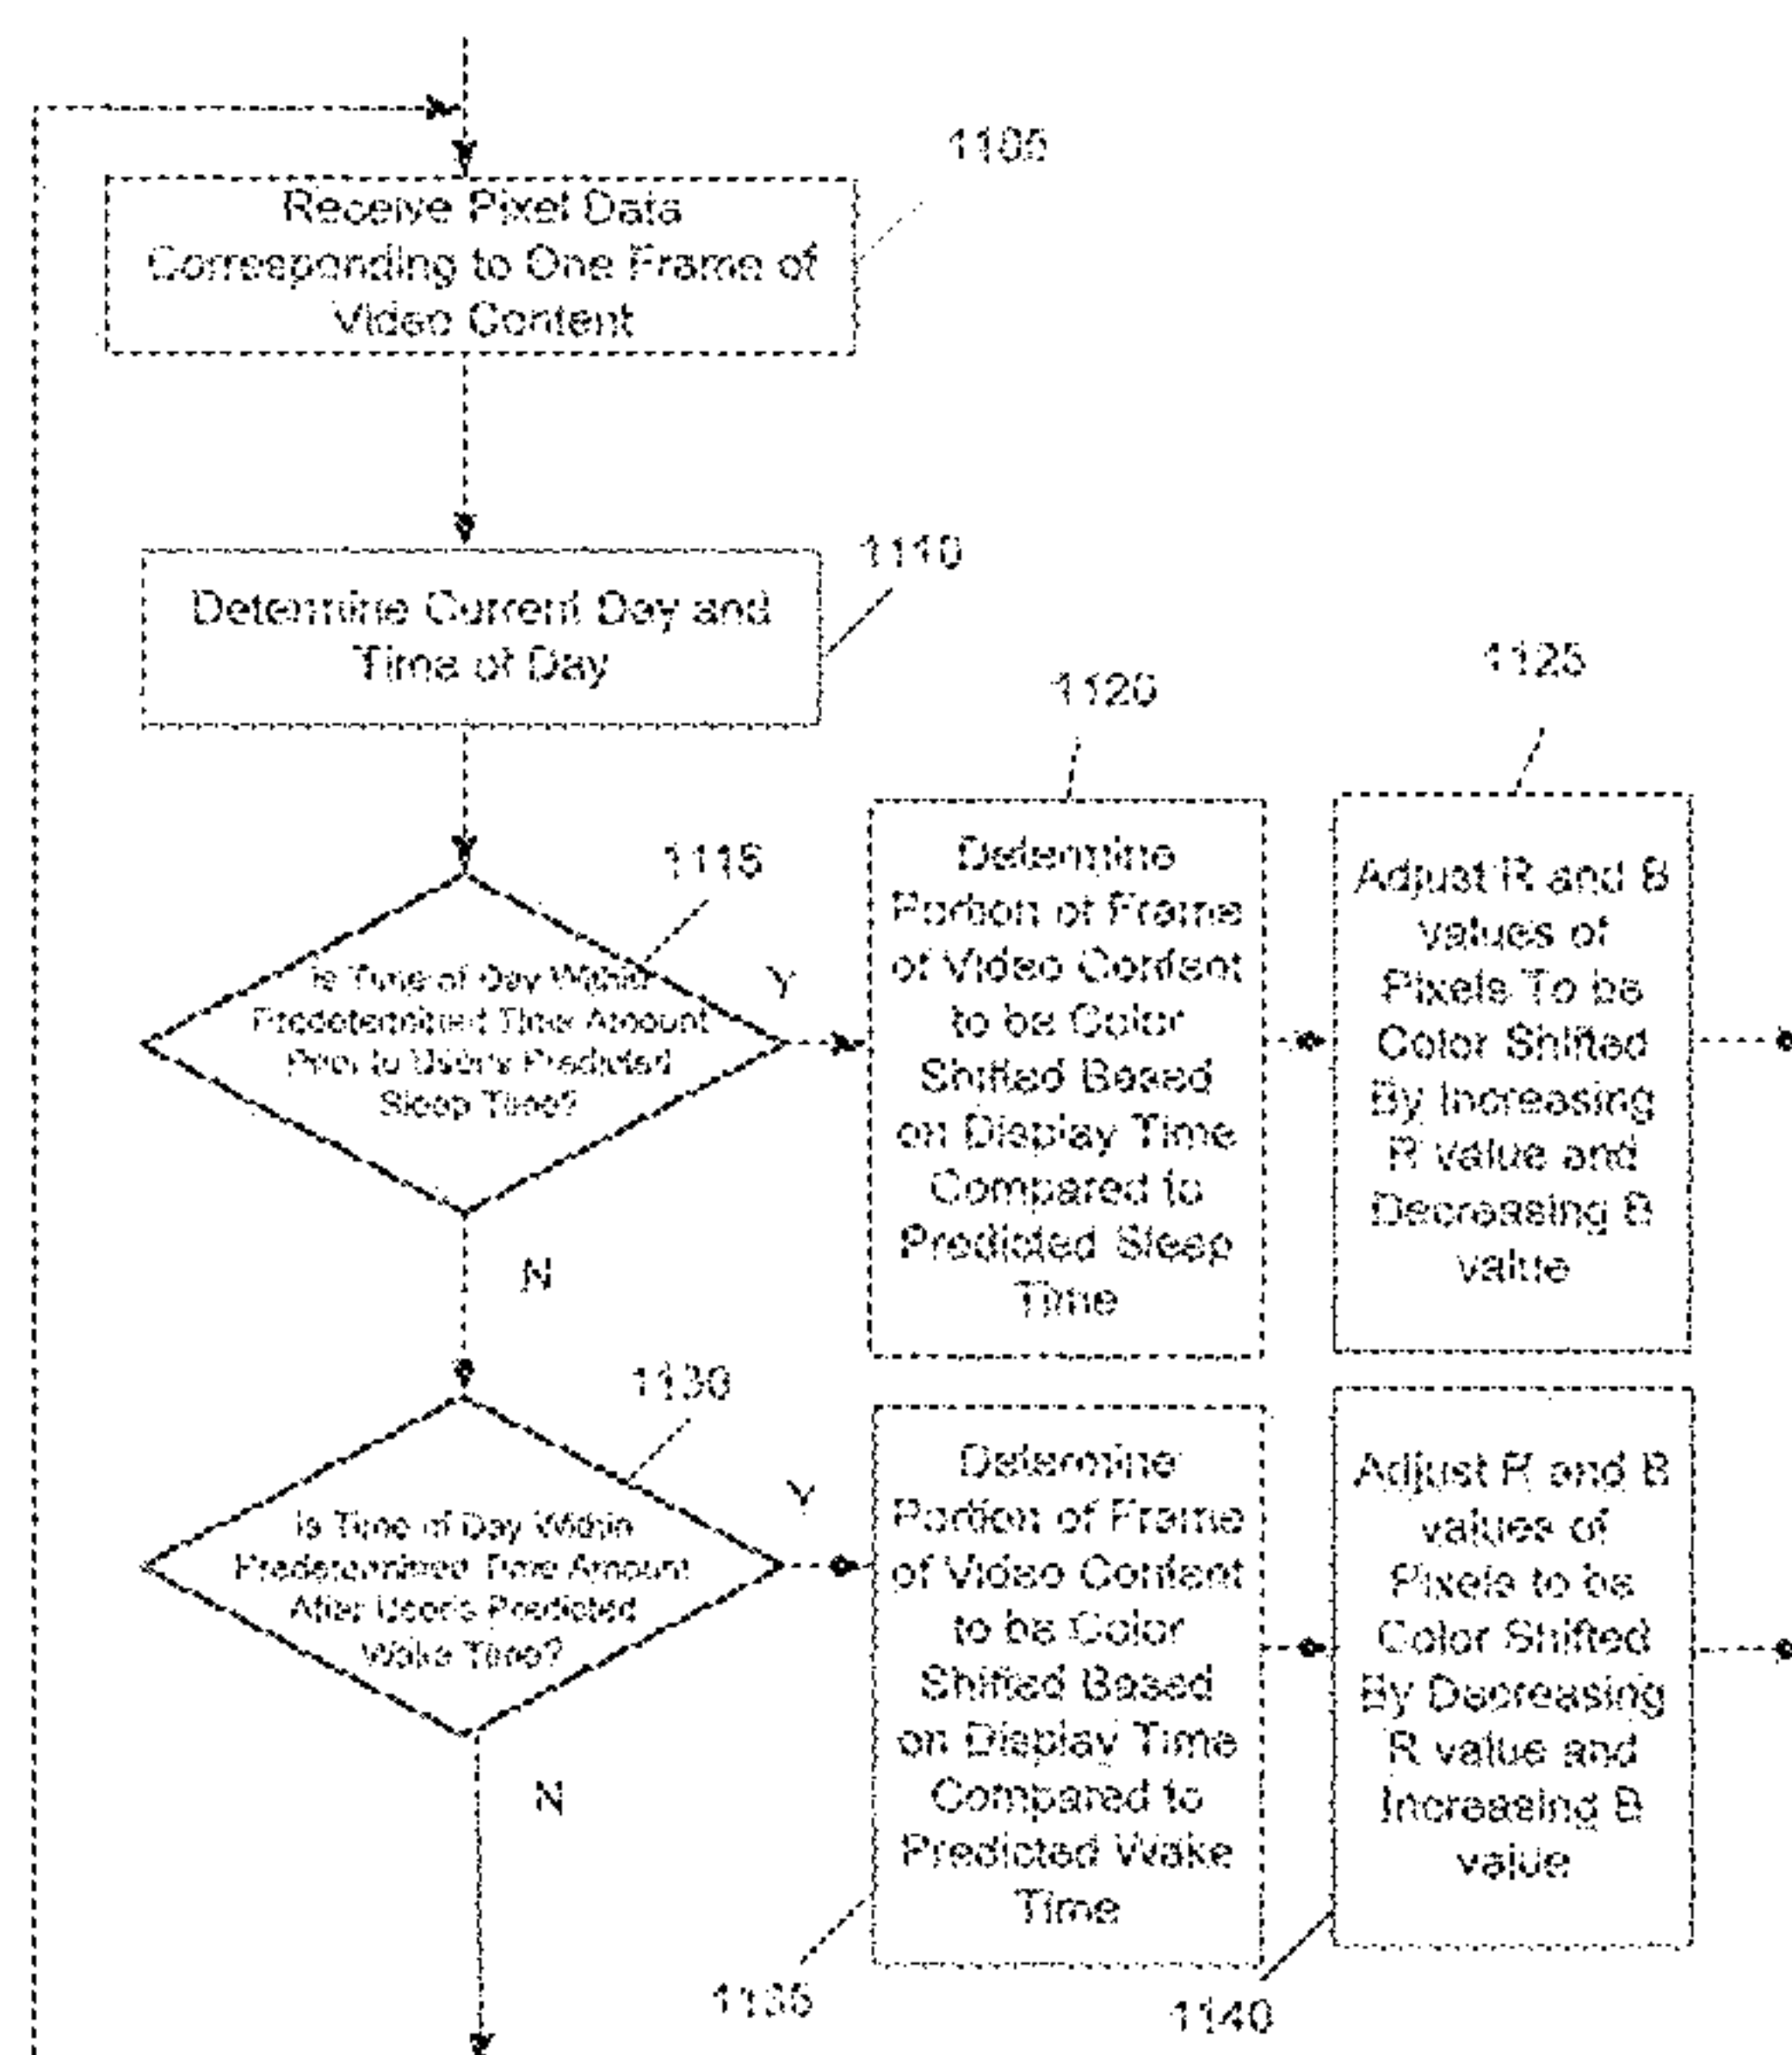 1105
Receive Pixel Data
Corresponding to One Frame of
Video Content
1110
Determine Current Day and
Time of Day
1115
Is Time of Day Within
Predetermined Time Amount
Prior to User's Predicted
Sleep Time?
Y
N
1120
Determine
Portion of Frame
of Video Content
to be Color
Shifted Based
on Display Time
Compared to
Predicted Sleep
Time
1125
Adjust R and B
values of
Pixels To be
Color Shifted
By Increasing
R value and
Decreasing B
value
1130
Is Time of Day Within
Predetermined Time Amount
After User's Predicted
Wake Time?
Y
N
Determine
Portion of Frame
of Video Content
to be Color
Shifted Based
on Display Time
Compared to
Predicted Wake
Time
1135
Adjust R and B
values of
Pixels to be
Color Shifted
By Decreasing
R value and
Increasing B
value
1140